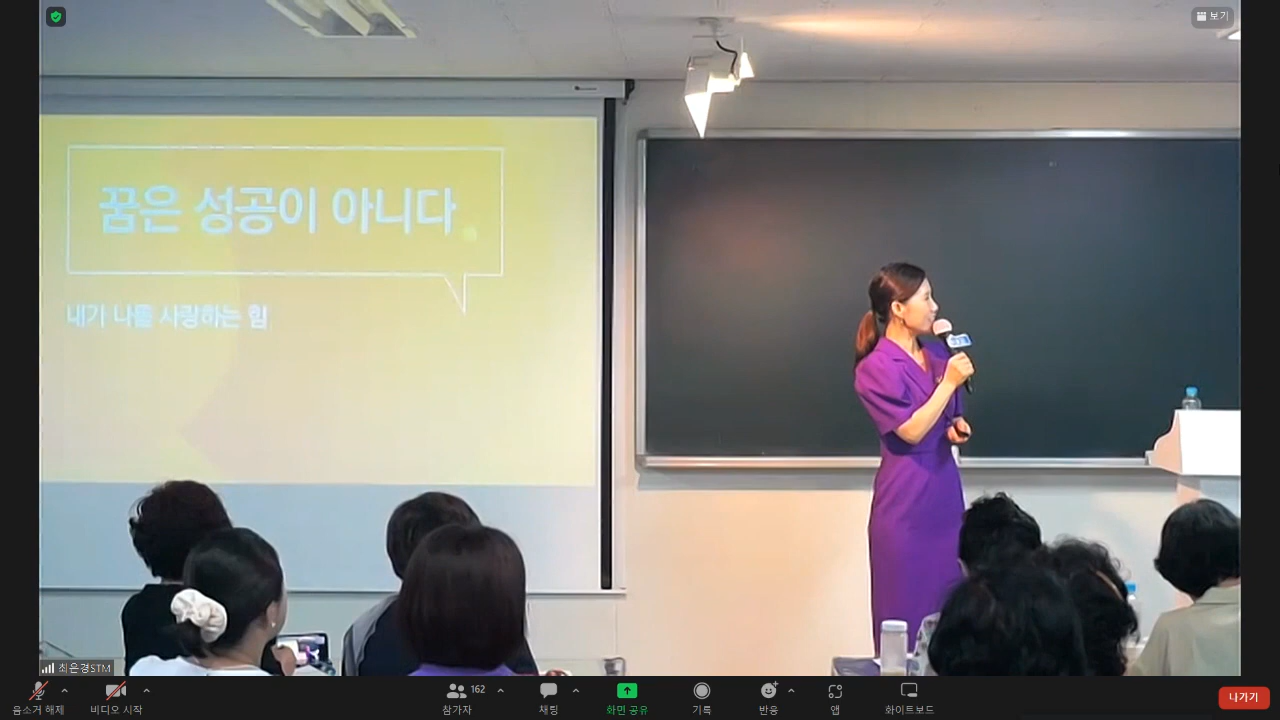 보기
꿈은 성공이 아니다.
내가 나를 사랑하는 힘
최은경STM
음소거 해제
비디오 시작
참가자
162
채팅
화면 공유
기록
반응
앱
화이트보드
나가기